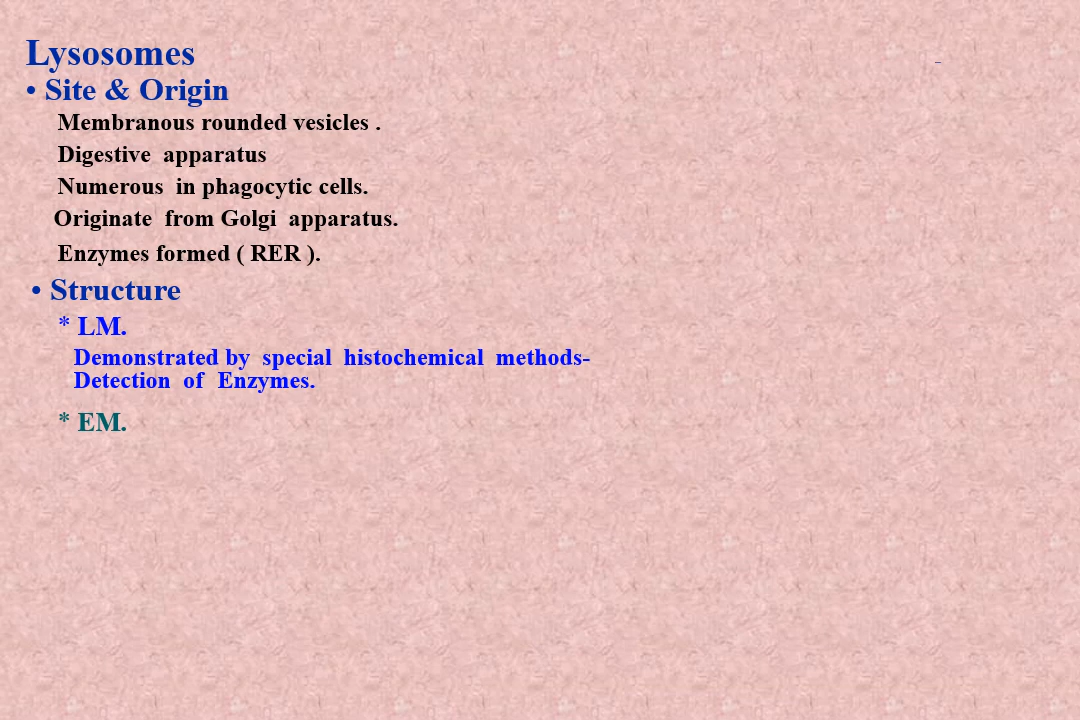 Lysosomes
• Site & Origin
Membranous rounded vesicles .
Digestive apparatus
Numerous in phagocytic cells.
Originate from Golgi apparatus.
Enzymes formed ( RER ).
• Structure
* LM.
Demonstrated by special histochemical methods-
Detection of Enzymes.
* EM.